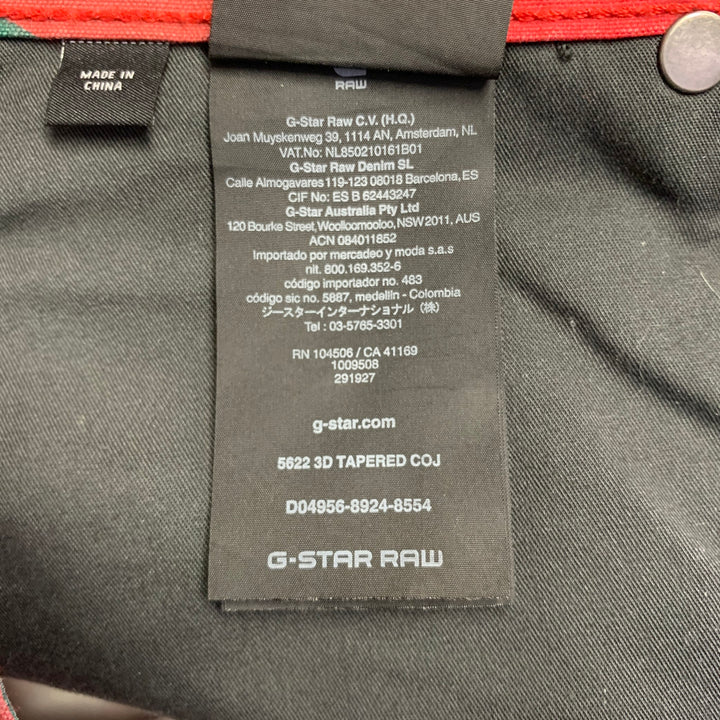 MADE IN
CHINA
RAW
G-Star Raw C.V. (H.Q.)
Joan Muyskenweg 39, 1114 AN, Amsterdam, NL
VAT.No: NL850210161B01
G-Star Raw Denim SL
Calle Almogavares 119-123 08018 Barcelona, ES
CIF No: ES B 62443247
G-Star Australia Pty Ltd
120 Bourke Street, Woolloomooloo, NSW 2011, AUS
ACN 084011852
Importado por mercadeo y moda s.a.s
nit. 800.169.352-6
código importador no. 483
código sic no. 5887, medellin - Colombia
ジースターインターナショナル (株)
Tel : 03-5765-3301
RN 104506 / CA 41169
1009508
291927
g-star.com
5622 3D TAPERED COJ
D04956-8924-8554
G-STAR RAW